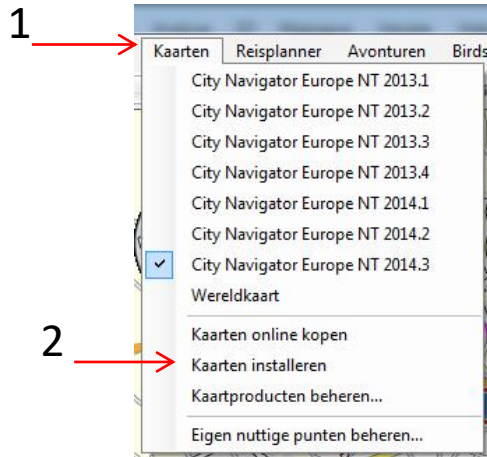 1
Kaarten Reisplanner Avonturen Birds
City Navigator Europe NT 2013.1
City Navigator Europe NT 2013.2
City Navigator Europe NT 2013.3
City Navigator Europe NT 2013.4
City Navigator Europe NT 2014.1
City Navigator Europe NT 2014.2
City Navigator Europe NT 2014.3
Wereldkaart
2
Kaarten online kopen
Kaarten installeren
Kaartproducten beheren...
Eigen nuttige punten beheren...